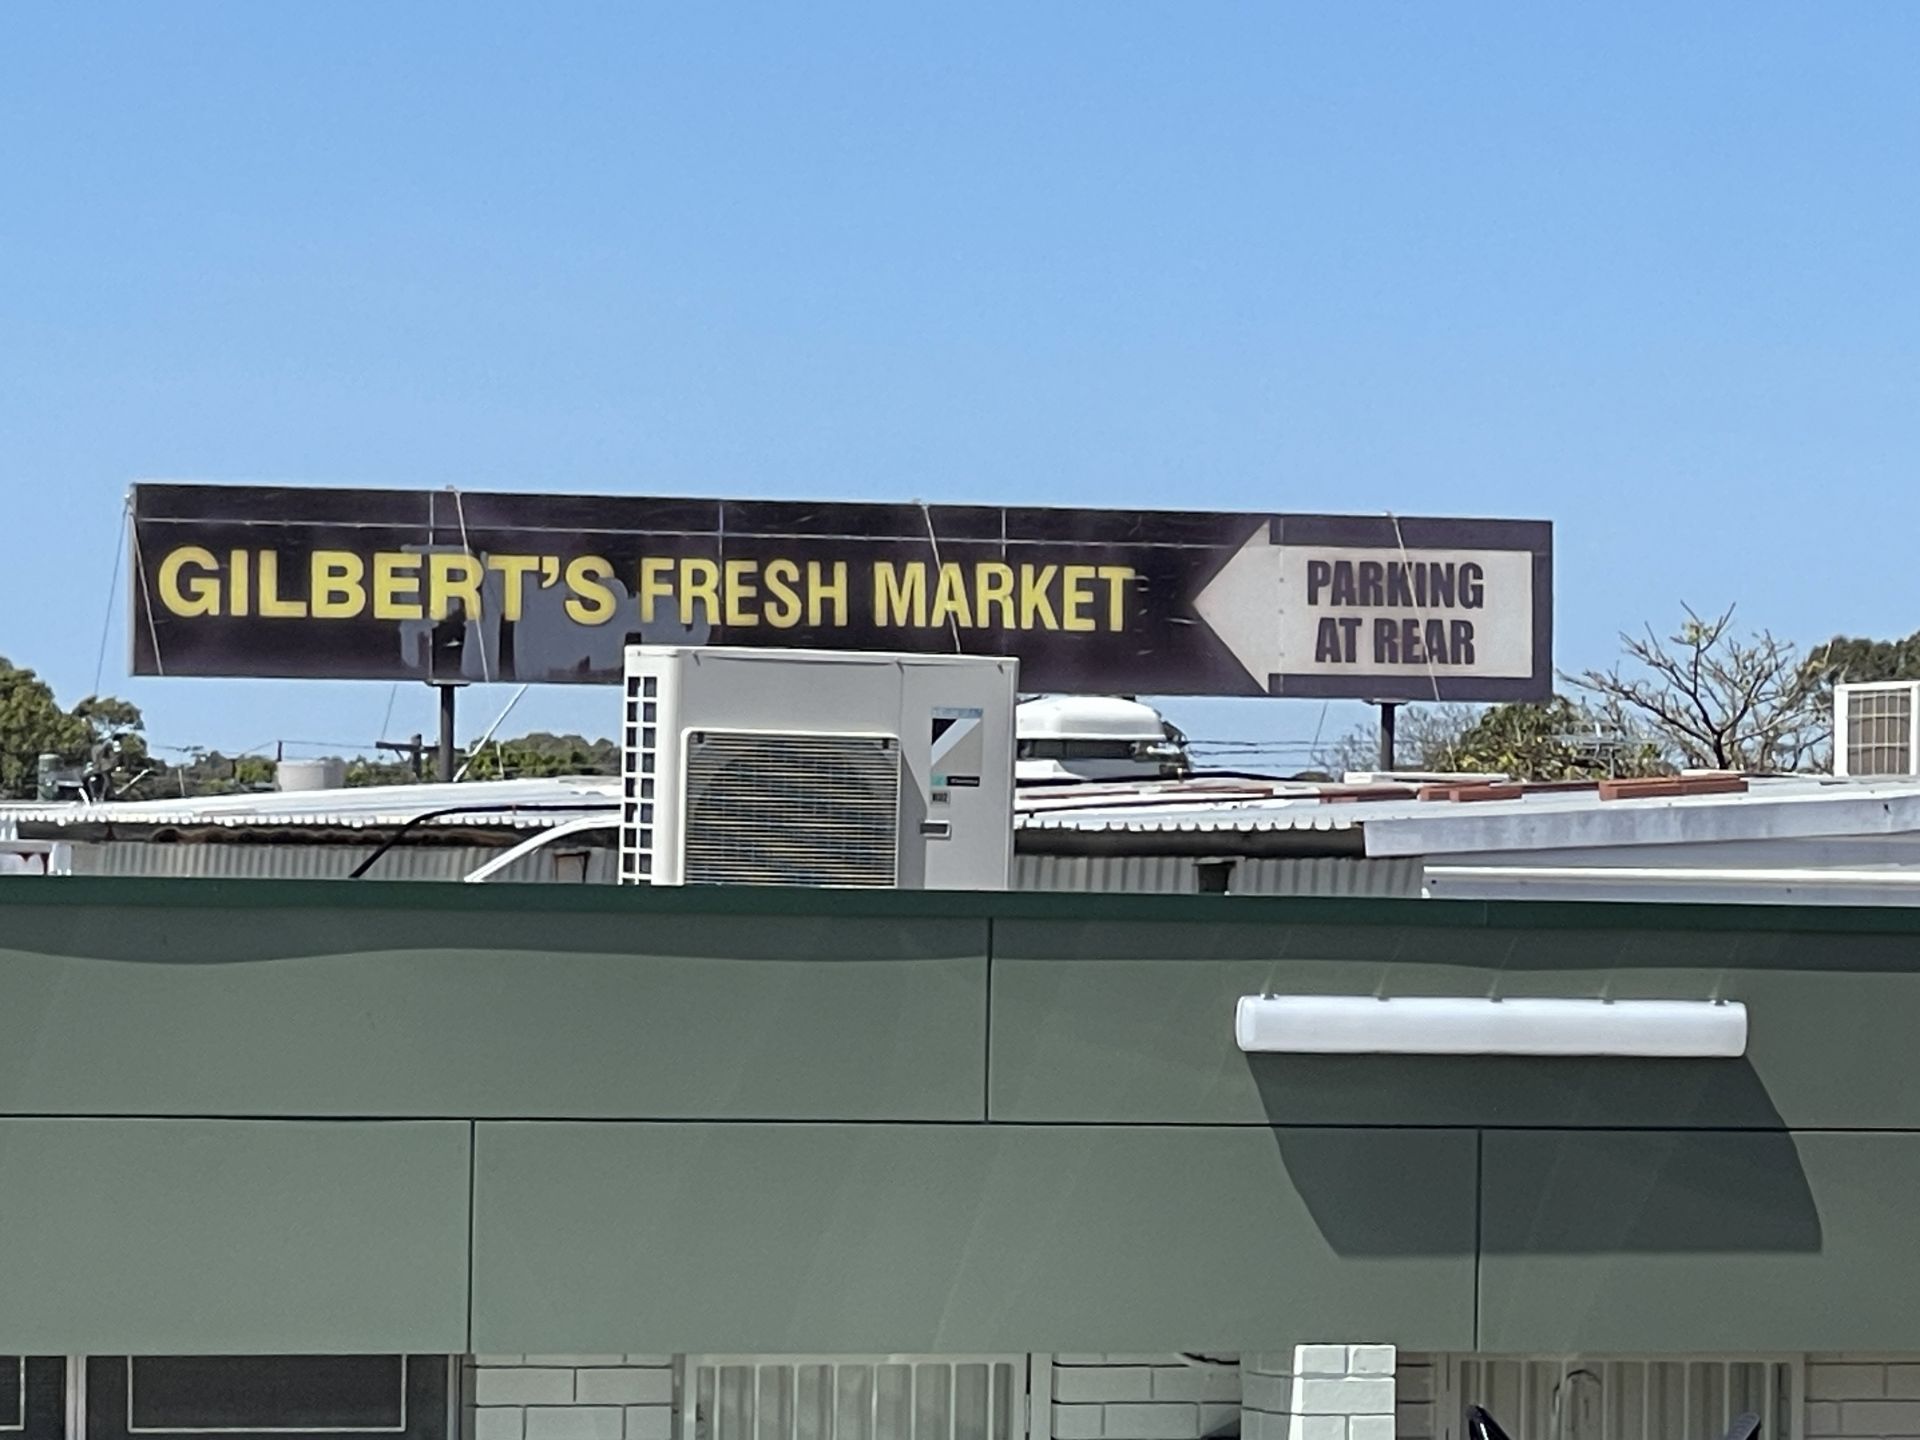 GILBERT'S FRESH MARKET
PARKING
AT REAR